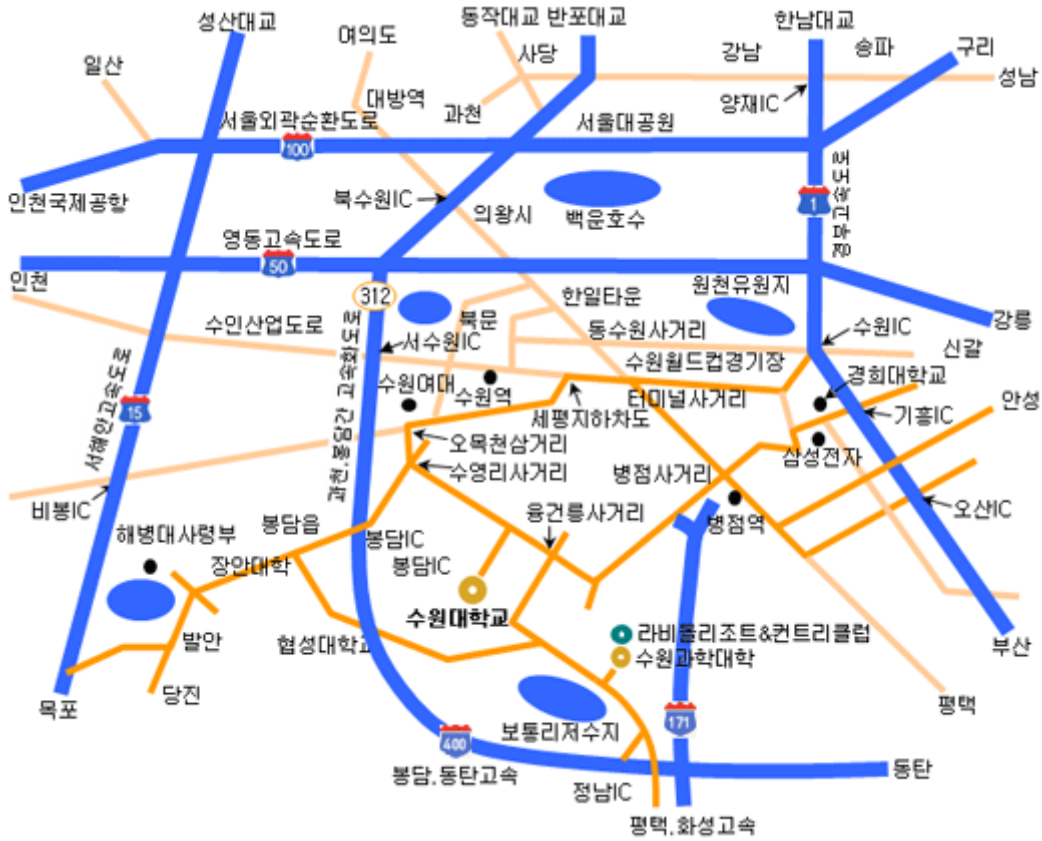 성산대교
여의도
동작대교 반포대교
한남대교
일산
사당
강남
송파
구리
성남
대방역
과천
양재IC
서울외곽순환도로
100
서울대공원
인천국제공항
북수원IC
의왕시
백운호수
1
경부고속도로
영동고속도로
50
인천
312
원천유원지
한일타운
북문
강릉
수인산업도로
동수원사거리
수원IC
서수원IC
수원월드컵경기장
신갈
서해안고속도로
15
과천.봉담간 고속화도로
수원여대
수원역
세평지하차도
터미널사거리
경희대학교
기흥IC
안성
오목천삼거리
수영리사거리
병점사거리
삼성전자
비봉IC
해병대사령부
봉담읍
봉담IC
융건릉사거리
병점역
오산IC
장안대학
봉담IC
수원대학교
발안
협성대학교
라비돌리조트&컨트리클럽
수원과학대학
부산
목포
당진
보통리저수지
171
평택
400
봉담.동탄고속
정남IC
동탄
평택.화성고속